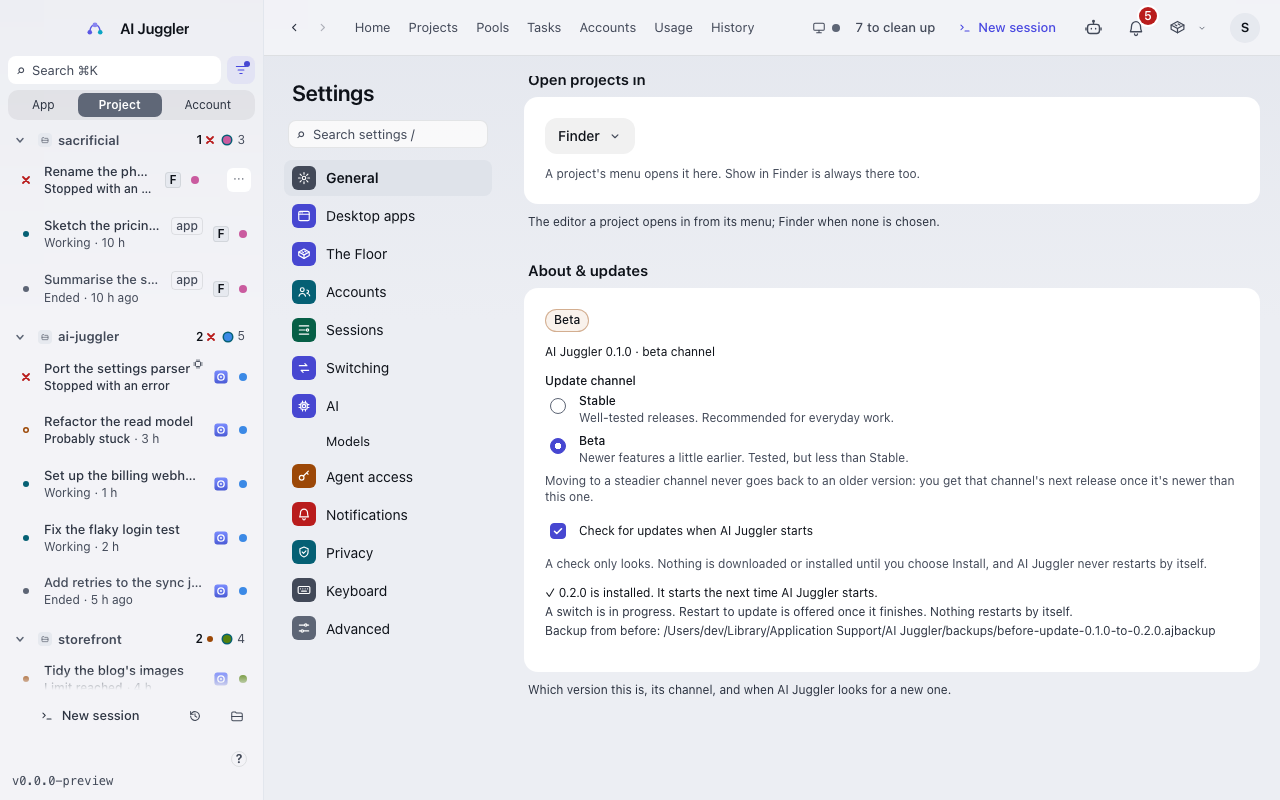 AI Juggler
Search ⌘K
App Project Account
sacrificial 1 3
Rename the ph...
Stopped with an ...
F
Sketch the pricin... app
Working · 10 h
F
Summarise the s... app
Ended · 10 h ago
F
ai-juggler 2 5
Port the settings parser
Stopped with an error
Refactor the read model
Probably stuck · 3 h
Set up the billing webh...
Working · 1 h
Fix the flaky login test
Working · 2 h
Add retries to the sync j...
Ended · 5 h ago
storefront 2 4
Tidy the blog's images
Limit reached · 4 h
New session
?
v0.0.0-preview
Home Projects Pools Tasks Accounts Usage History
7 to clean up
New session
5
S
Settings
Search settings /
General
Desktop apps
The Floor
Accounts
Sessions
Switching
AI
Models
Agent access
Notifications
Privacy
Keyboard
Advanced
Open projects in
Finder
A project's menu opens it here. Show in Finder is always there too.
The editor a project opens in from its menu; Finder when none is chosen.
About & updates
Beta
AI Juggler 0.1.0 · beta channel
Update channel
Stable
Well-tested releases. Recommended for everyday work.
Beta
Newer features a little earlier. Tested, but less than Stable.
Moving to a steadier channel never goes back to an older version: you get that channel's next release once it's newer than
this one.
Check for updates when AI Juggler starts
A check only looks. Nothing is downloaded or installed until you choose Install, and AI Juggler never restarts by itself.
✓ 0.2.0 is installed. It starts the next time AI Juggler starts.
A switch is in progress. Restart to update is offered once it finishes. Nothing restarts by itself.
Backup from before: /Users/dev/Library/Application Support/AI Juggler/backups/before-update-0.1.0-to-0.2.0.ajbackup
Which version this is, its channel, and when AI Juggler looks for a new one.